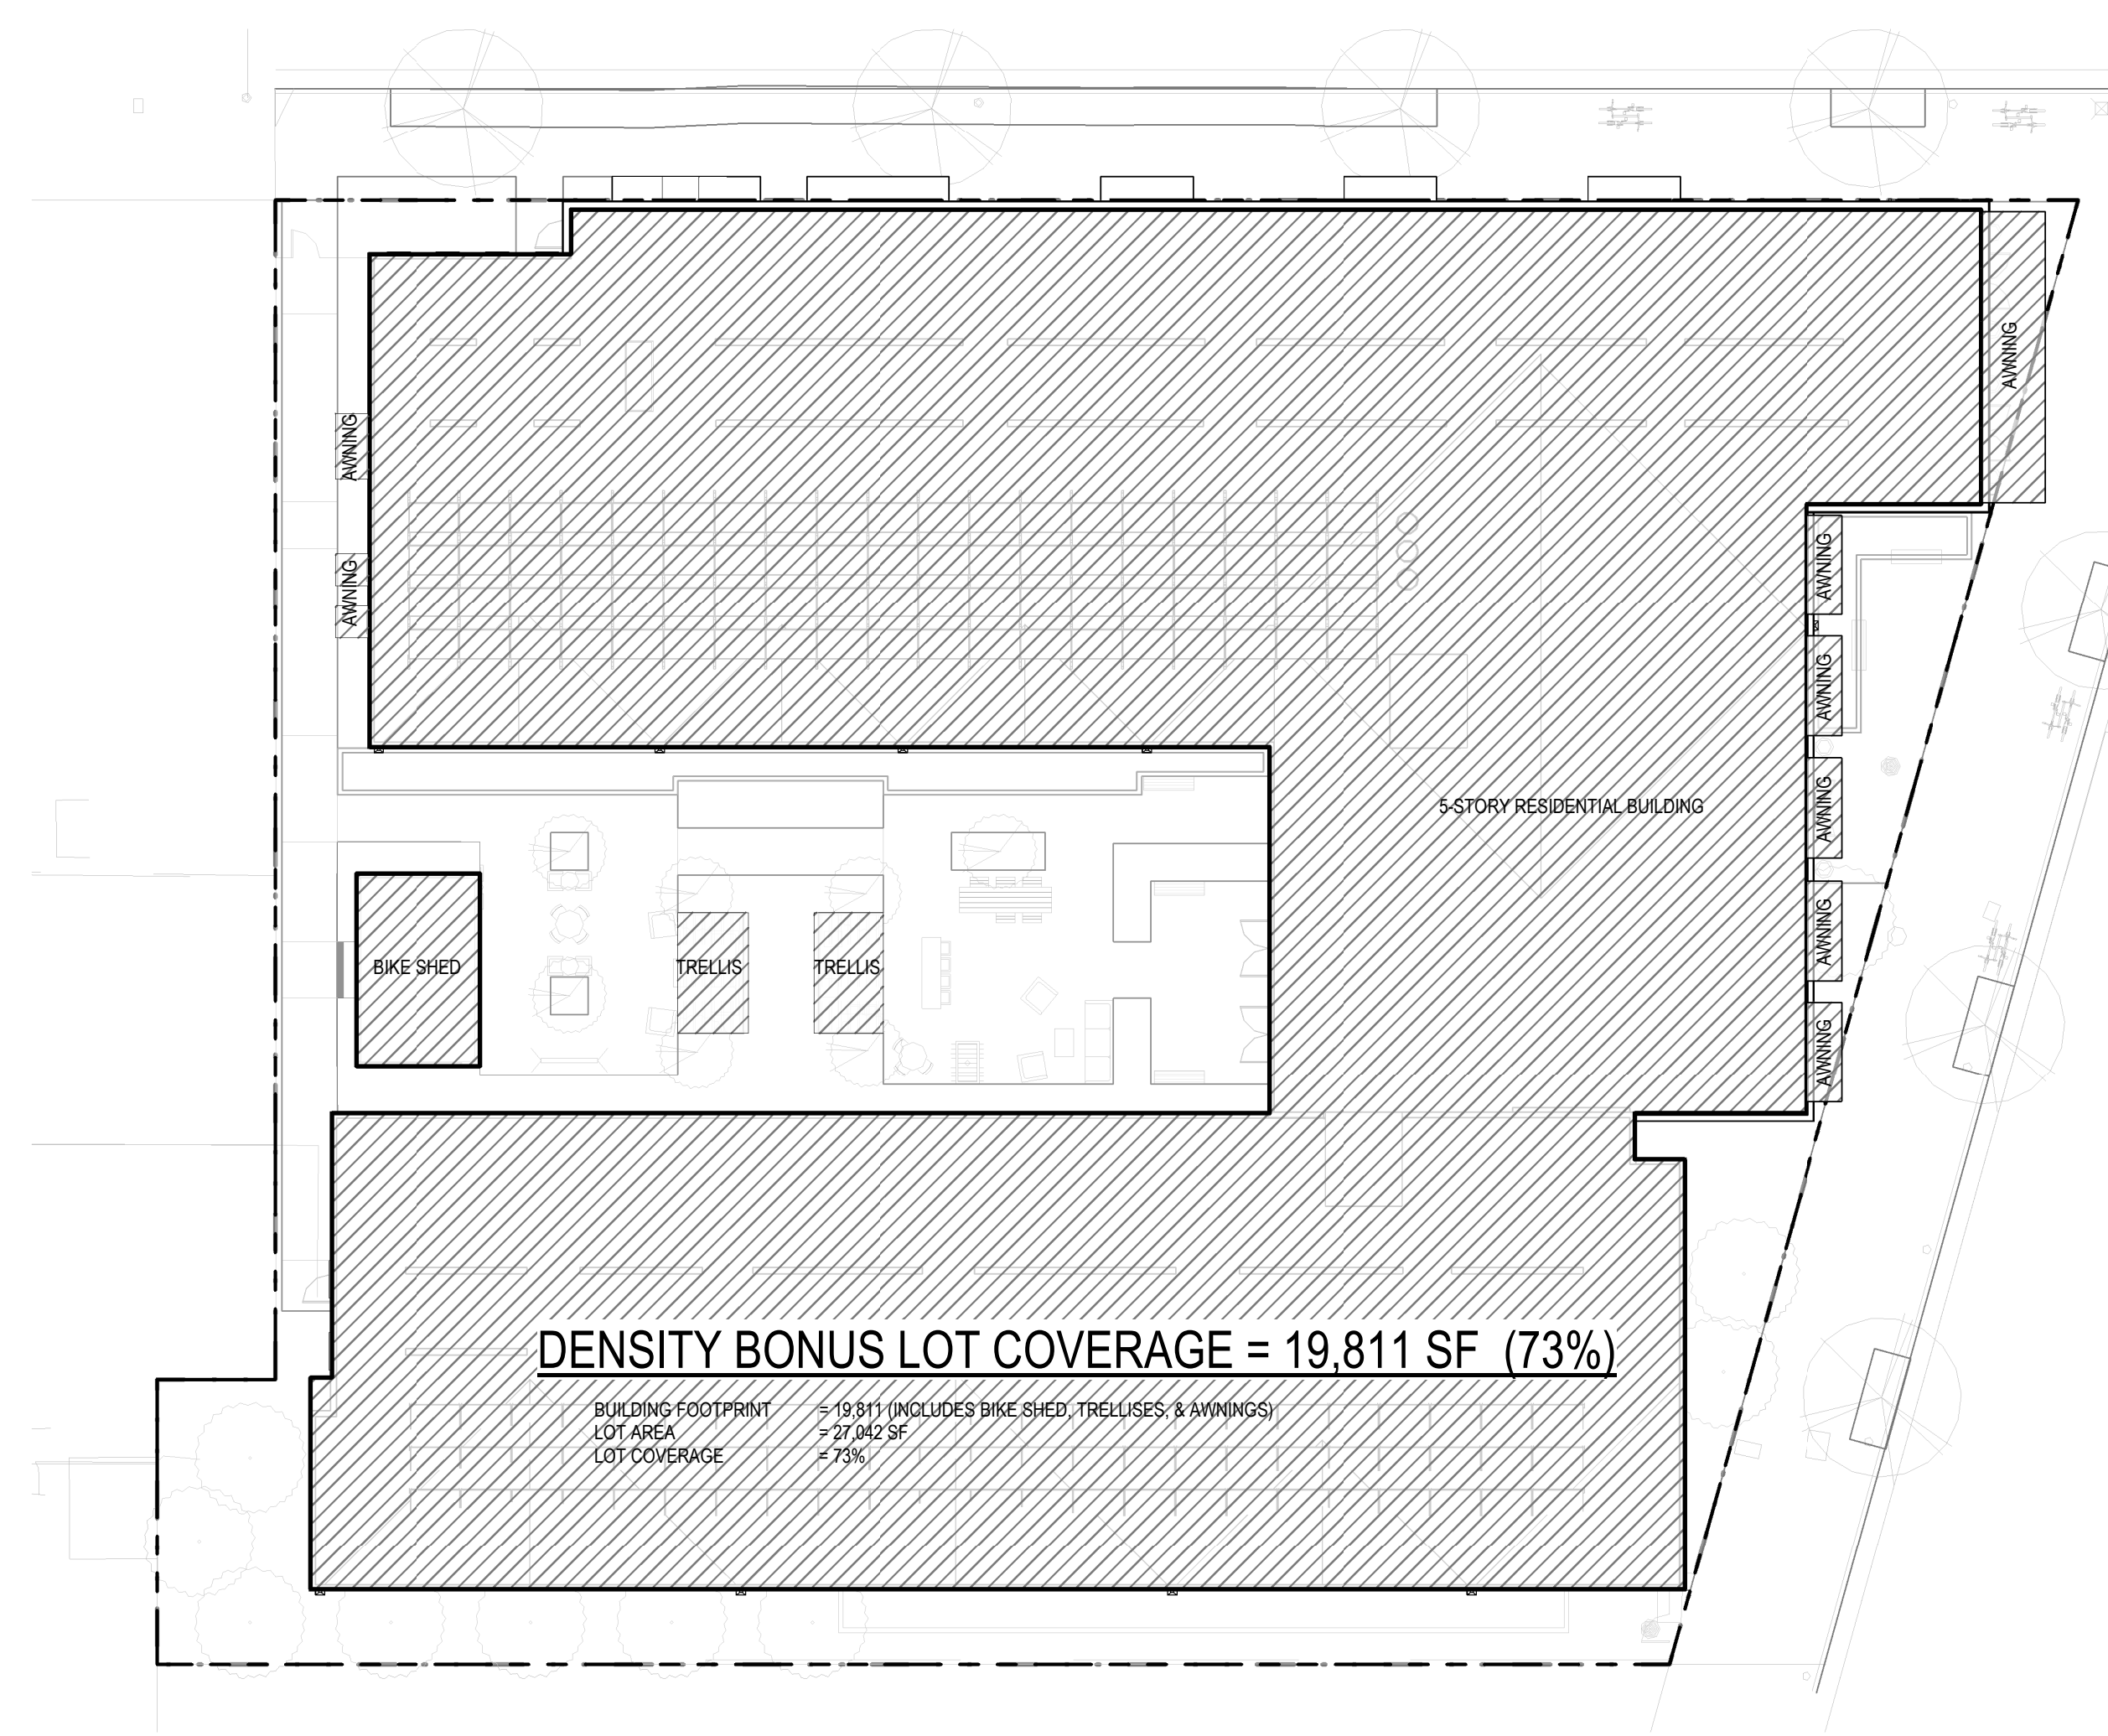 AWNING
AWNING
AWNING
AWNING
AWNING
AWNING
5-STORY RESIDENTIAL BUILDING
AWNING
AWNING
BIKE SHED
TRELLIS
TRELLIS
AWNING
DENSITY BONUS LOT COVERAGE = 19,811 SF (73%)
BUILDING FOOTPRINT = 19,811 (INCLUDES BIKE SHED, TRELLISES, & AWNINGS)
LOT AREA = 27,042 SF
LOT COVERAGE = 73%